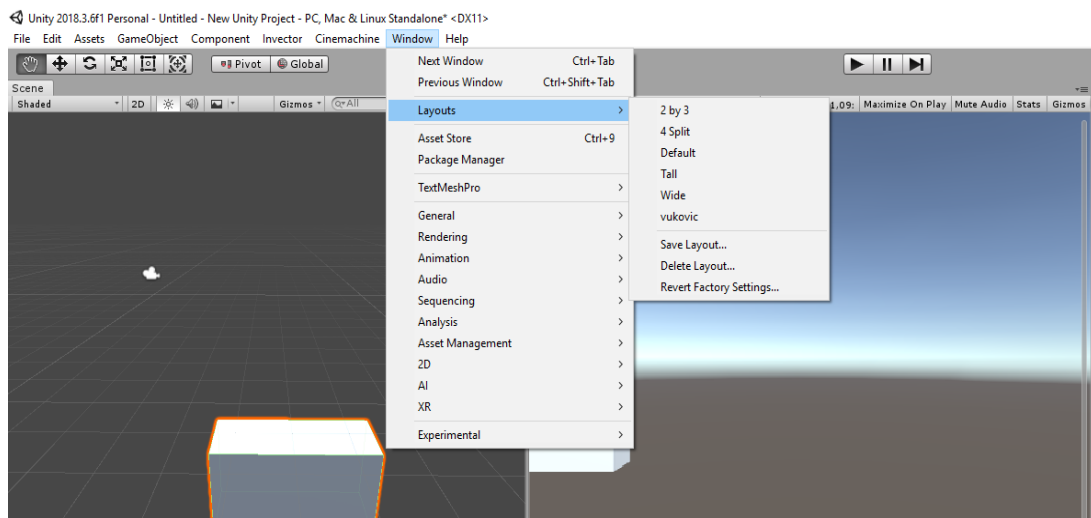 Unity 2018.3.6f1 Personal - Untitled - New Unity Project - PC, Mac & Linux Standalone* <DX11>
File Edit Assets GameObject Component Invector Cinemachine Window Help
Pivot Global
Scene
Shaded 2D Gizmos All
1,09: Maximize On Play Mute Audio Stats Gizmos
Next Window Ctrl+Tab
Previous Window Ctrl+Shift+Tab
Layouts
Asset Store Ctrl+9
Package Manager
TextMeshPro
General
Rendering
Animation
Audio
Sequencing
Analysis
Asset Management
2D
AI
XR
Experimental
2 by 3
4 Split
Default
Tall
Wide
vukovic
Save Layout...
Delete Layout...
Revert Factory Settings...